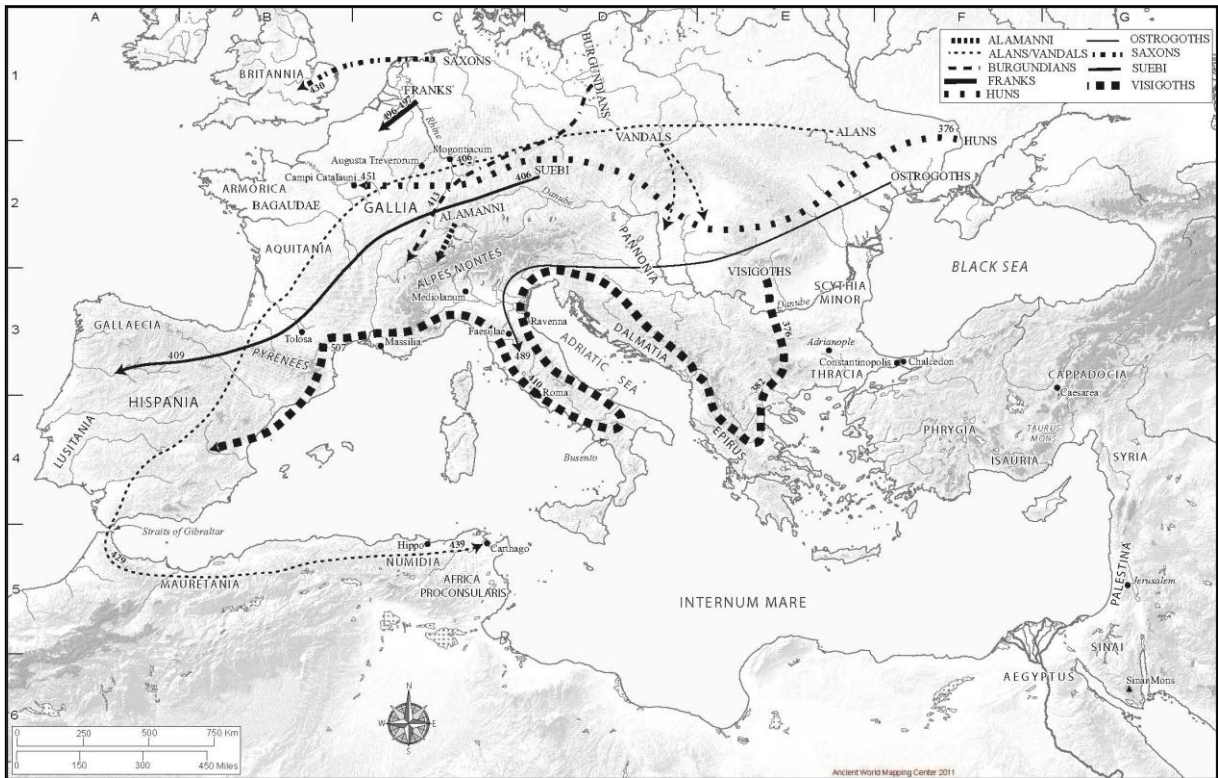 A B C D E F G
1
2
3
4
5
6
ALAMANNI
ALANS/VANDALS
BURGUNDIANS
FRANKS
HUNS
OSTROGOTHS
SAXONS
SUEBI
VISIGOTHS
BRITANNIA
430
SAXONS
BURGUNDIANS
FRANKS
496-497
Rhine
VANDALS
ALANS
376
HUNS
Mogontiacum
406
Augusta Treverorum
Campi Catalauni
451
SUEBI
406
OSTROGOTHS
ARMORICA
BAGAUDAE
GALLIA
413
Danube
ALAMANNI
AQUITANIA
PANNONIA
ALPES MONTES
VISIGOTHS
BLACK SEA
SCYTHIA
MINOR
Danube
Mediolanum
GALLAECIA
Tolosa
507
Massilia
Faesulae
Ravenna
DALMATIA
376
Adrianople
409
PYRENEES
489
ADRIATIC SEA
Constantinopolis
Chalcedon
THRACIA
CAPPADOCIA
Caesarea
410
Roma
382
HISPANIA
LUSITANIA
EPIRUS
PHRYGIA
TAURUS
MONS
ISAURIA
SYRIA
Busento
Straits of Gibraltar
429
Hippo
439
Carthago
NUMIDIA
MAURETANIA
AFRICA
PROCONSULARIS
INTERNUM MARE
PALESTINA
Jerusalem
SINAI
AEGYPTUS
Sinai Mons
N
W E
S
0 250 500 750 Km
0 150 300 450 Miles
Ancient World Mapping Center 2011